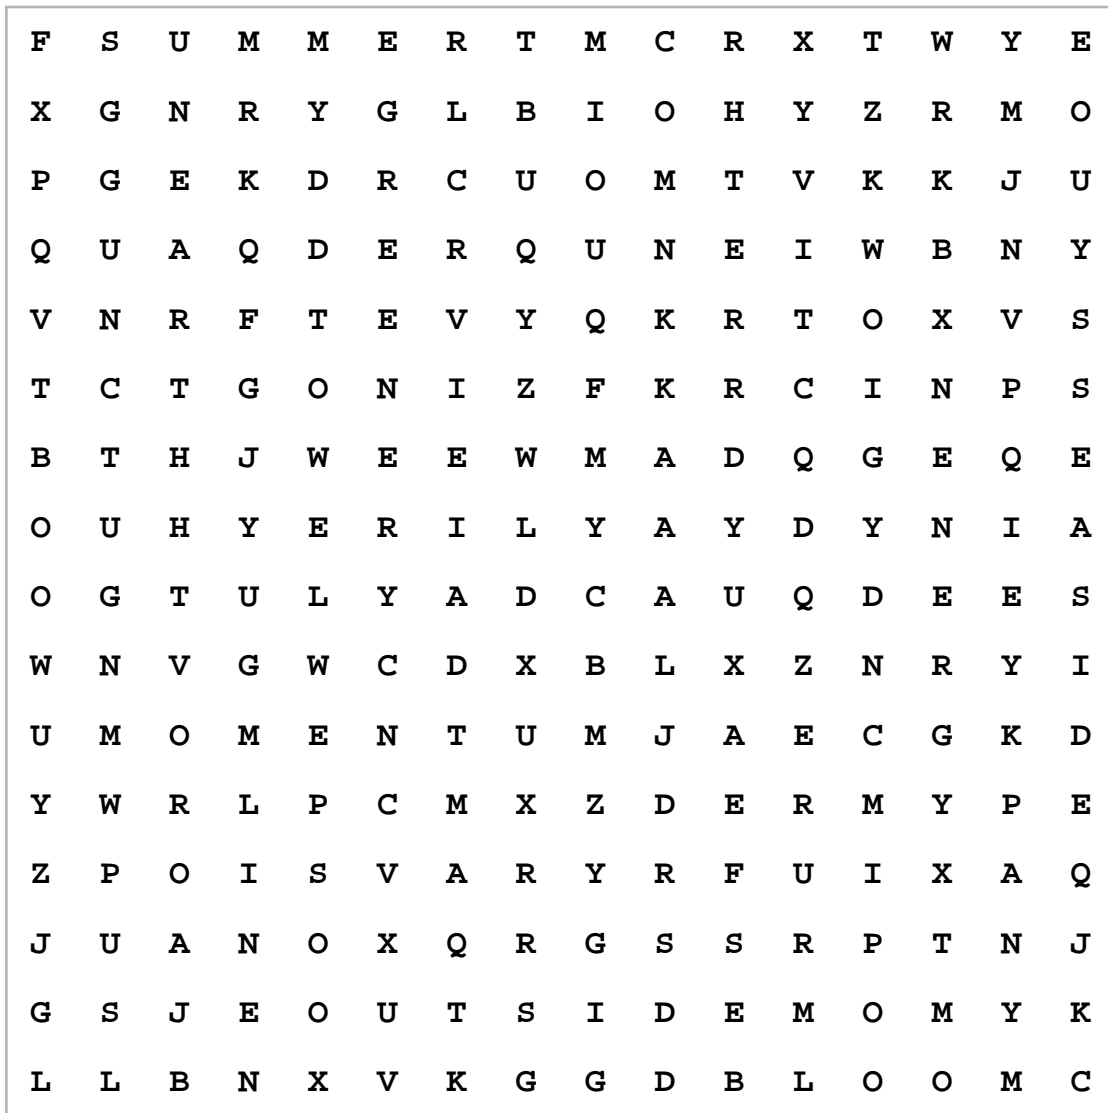 F S U M M E R T M C R X T W Y E
X G N R Y G L B I O H Y Z R M O
P G E K D R C U O M T V K K J U
Q U A Q D E R Q U N E I W B N Y
V N R F T E V Y Q K R T O X V S
T C T G O N I Z F K R C I N P S
B T H J W E E W M A D Q G E Q E
O U H Y E R I L Y A Y D Y N I A
O G T U L Y A D C A U Q D E E S
W N V G W C D X B L X Z N R Y I
U M O M E N T U M J A E C G K D
Y W R L P C M X Z D E R M Y P E
Z P O I S V A R Y R F U I X A Q
J U A N O X Q R G S S R P T N J
G S J E O U T S I D E M O M Y K
L L B N X V K G G D B L O O M C